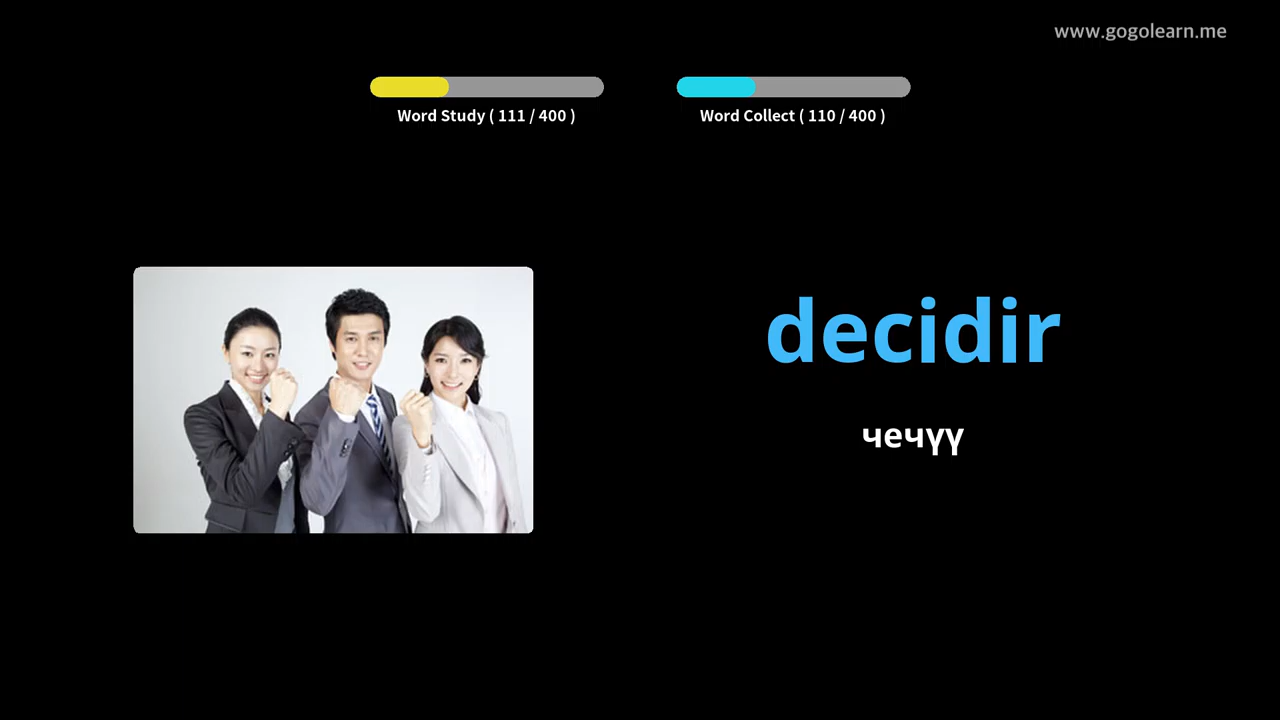 www.gogolearn.me
Word Study ( 111 / 400 )
Word Collect ( 110 / 400 )
decidir
чечүү